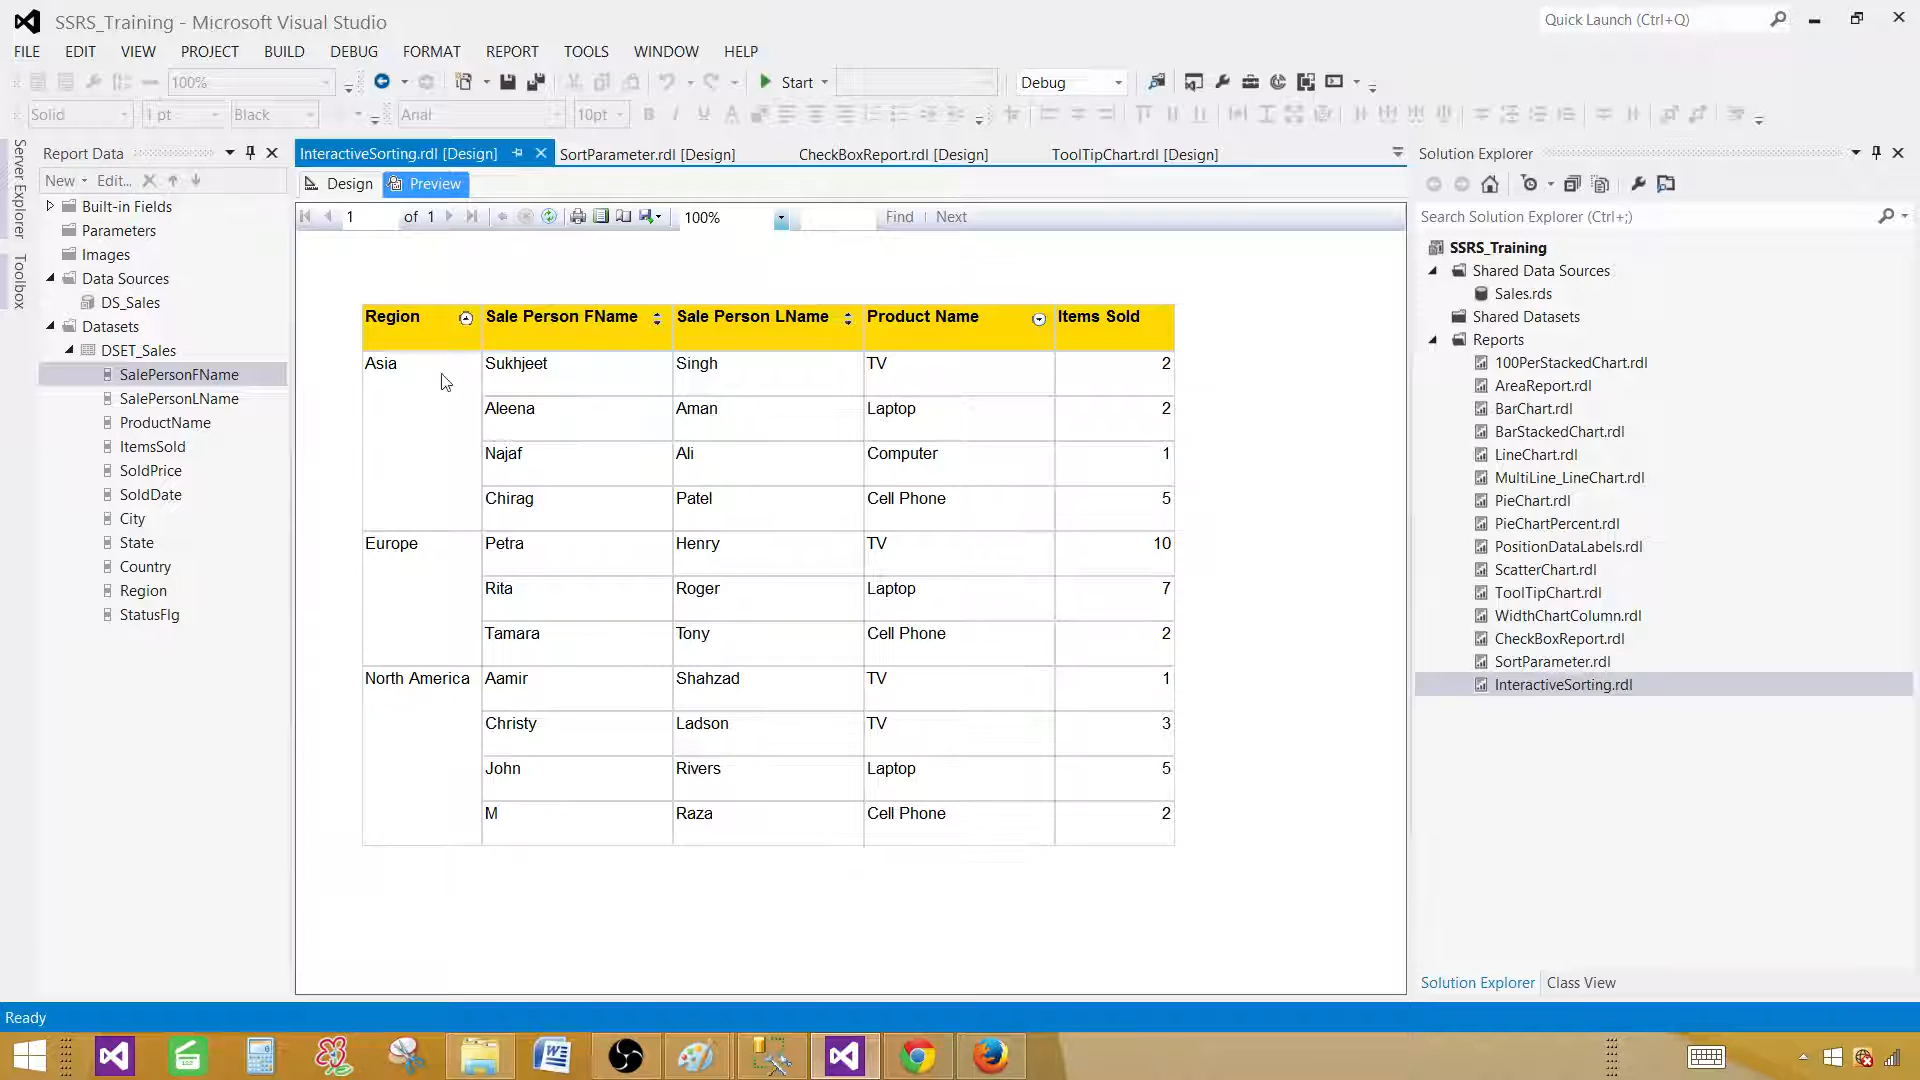 SSRS_Training - Microsoft Visual Studio
Quick Launch (Ctrl+Q)
FILE EDIT VIEW PROJECT BUILD DEBUG FORMAT REPORT TOOLS WINDOW HELP
100% Start Debug
Solid 1 pt Black Arial 10pt B I U A
Server Explorer
Toolbox
Report Data
New Edit...
Built-in Fields
Parameters
Images
Data Sources
DS_Sales
Datasets
DSET_Sales
SalePersonFName
SalePersonLName
ProductName
ItemsSold
SoldPrice
SoldDate
City
State
Country
Region
StatusFlg
InteractiveSorting.rdl [Design] SortParameter.rdl [Design] CheckBoxReport.rdl [Design] ToolTipChart.rdl [Design]
Design Preview
1 of 1 100% Find Next
Region Sale Person FName Sale Person LName Product Name Items Sold
Asia Sukhjeet Singh TV 2
Aleena Aman Laptop 2
Najaf Ali Computer 1
Chirag Patel Cell Phone 5
Europe Petra Henry TV 10
Rita Roger Laptop 7
Tamara Tony Cell Phone 2
North America Aamir Shahzad TV 1
Christy Ladson TV 3
John Rivers Laptop 5
M Raza Cell Phone 2
Solution Explorer
Search Solution Explorer (Ctrl+;)
SSRS_Training
Shared Data Sources
Sales.rds
Shared Datasets
Reports
100PerStackedChart.rdl
AreaReport.rdl
BarChart.rdl
BarStackedChart.rdl
LineChart.rdl
MultiLine_LineChart.rdl
PieChart.rdl
PieChartPercent.rdl
PositionDataLabels.rdl
ScatterChart.rdl
ToolTipChart.rdl
WidthChartColumn.rdl
CheckBoxReport.rdl
SortParameter.rdl
InteractiveSorting.rdl
Solution Explorer Class View
Ready